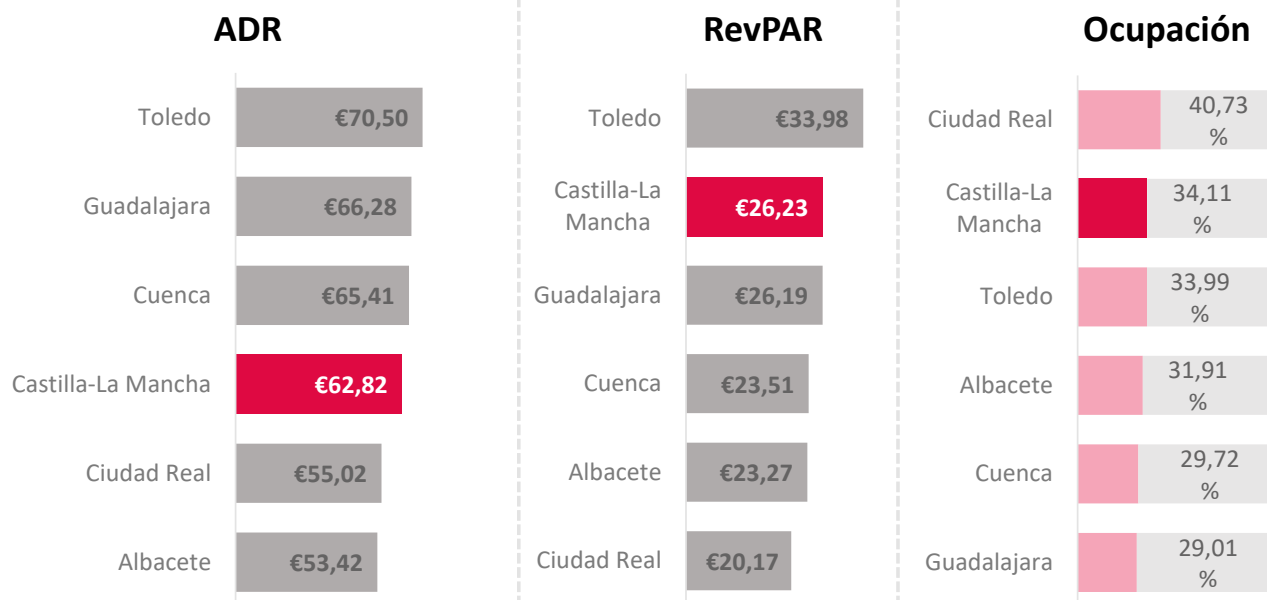 ADR
Toledo
€70,50
Guadalajara
€66,28
Cuenca
€65,41
Castilla-La Mancha
€62,82
Ciudad Real
€55,02
Albacete
€53,42
RevPAR
Toledo
€33,98
Castilla-La
Mancha
€26,23
Guadalajara
€26,19
Cuenca
€23,51
Albacete
€23,27
Ciudad Real
€20,17
Ocupación
Ciudad Real
40,73
%
Castilla-La
Mancha
34,11
%
Toledo
33,99
%
Albacete
31,91
%
Cuenca
29,72
%
Guadalajara
29,01
%